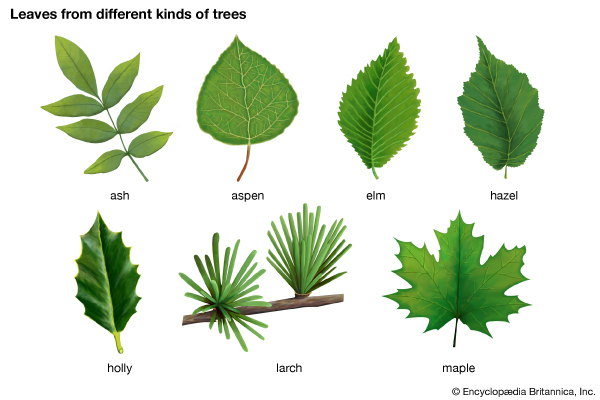 Leaves from different kinds of trees
ash
aspen
elm
hazel
holly
larch
maple
© Encyclopædia Britannica, Inc.